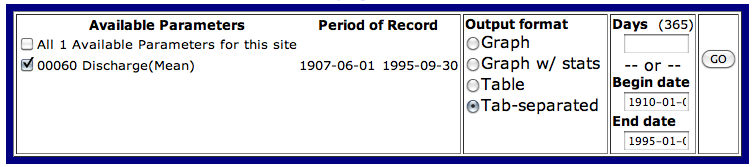 Available Parameters Period of Record Output format Days (365)
All 1 Available Parameters for this site Graph
00060 Discharge(Mean) 1907-06-01 1995-09-30 Graph w/ stats -- or -- GO
Table Begin date
Tab-separated 1910-01-
End date
1995-01-